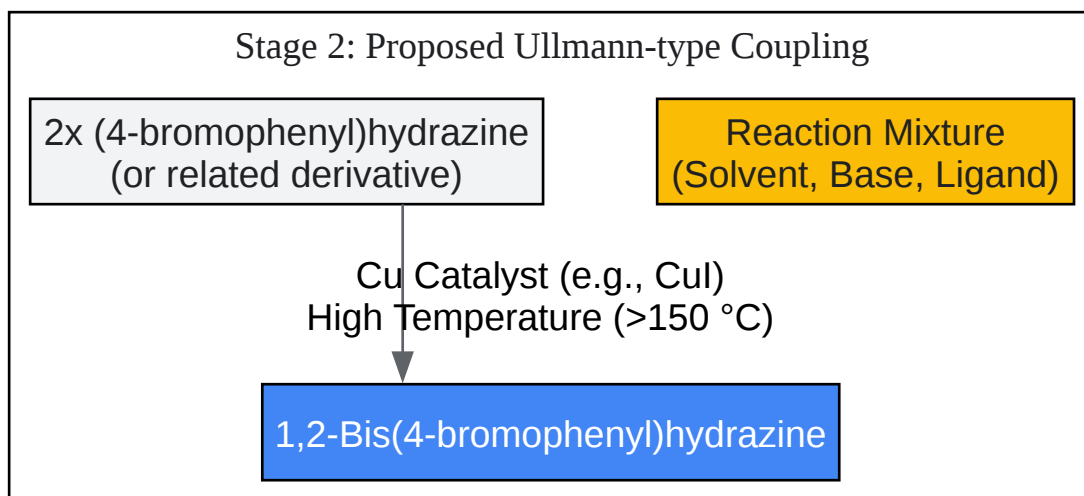 Stage 2: Proposed Ullmann-type Coupling
2x (4-bromophenyl)hydrazine
(or related derivative)
Reaction Mixture
(Solvent, Base, Ligand)
Cu Catalyst (e.g., CuI)
High Temperature (>150 °C)
1,2-Bis(4-bromophenyl)hydrazine